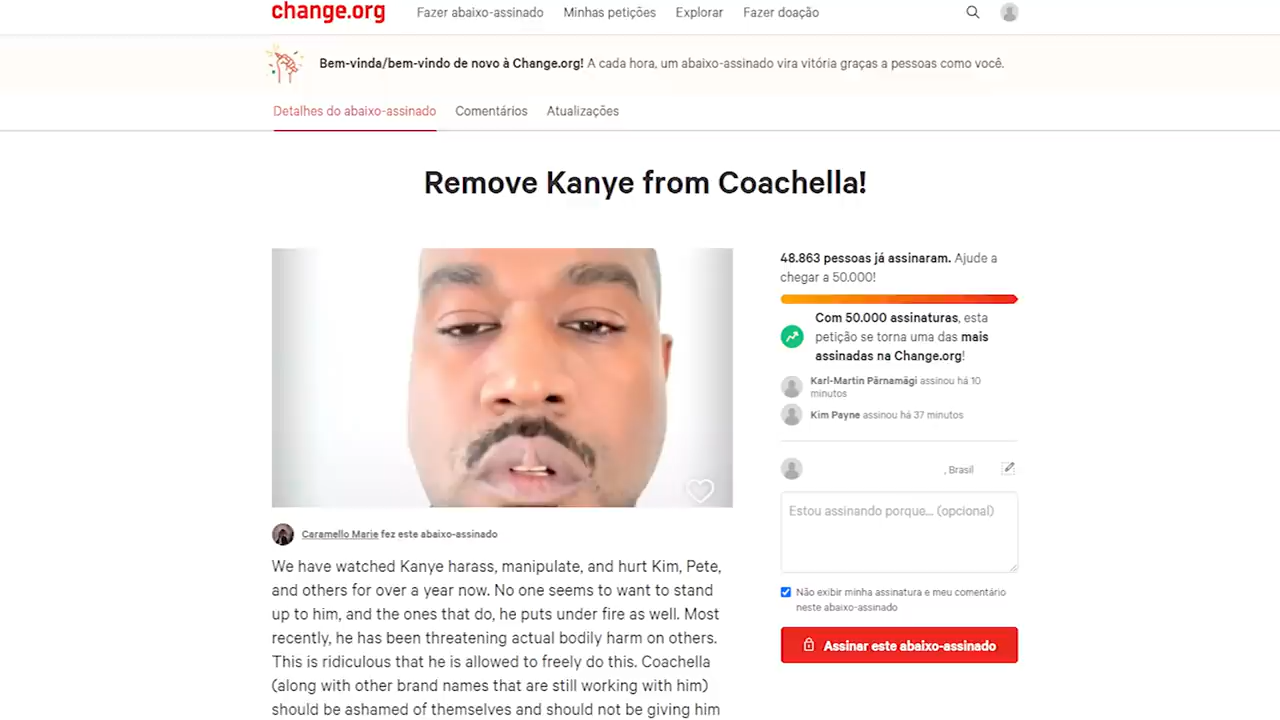 change.org
Fazer abaixo-assinado Minhas petições Explorar Fazer doação
Bem-vinda/bem-vindo de novo à Change.org! A cada hora, um abaixo-assinado vira vitória graças a pessoas como você.
Detalhes do abaixo-assinado Comentários Atualizações
Remove Kanye from Coachella!
48.863 pessoas já assinaram. Ajude a
chegar a 50.000!
Com 50.000 assinaturas, esta
petição se torna uma das mais
assinadas na Change.org!
Karl-Martin Pärnamägi assinou há 10
minutos
Kim Payne assinou há 37 minutos
, Brasil
Estou assinando porque... (opcional)
Não exibir minha assinatura e meu comentário
neste abaixo-assinado
Assinar este abaixo-assinado
Caramello Marie fez este abaixo-assinado
We have watched Kanye harass, manipulate, and hurt Kim, Pete,
and others for over a year now. No one seems to want to stand
up to him, and the ones that do, he puts under fire as well. Most
recently, he has been threatening actual bodily harm on others.
This is ridiculous that he is allowed to freely do this. Coachella
(along with other brand names that are still working with him)
should be ashamed of themselves and should not be giving him